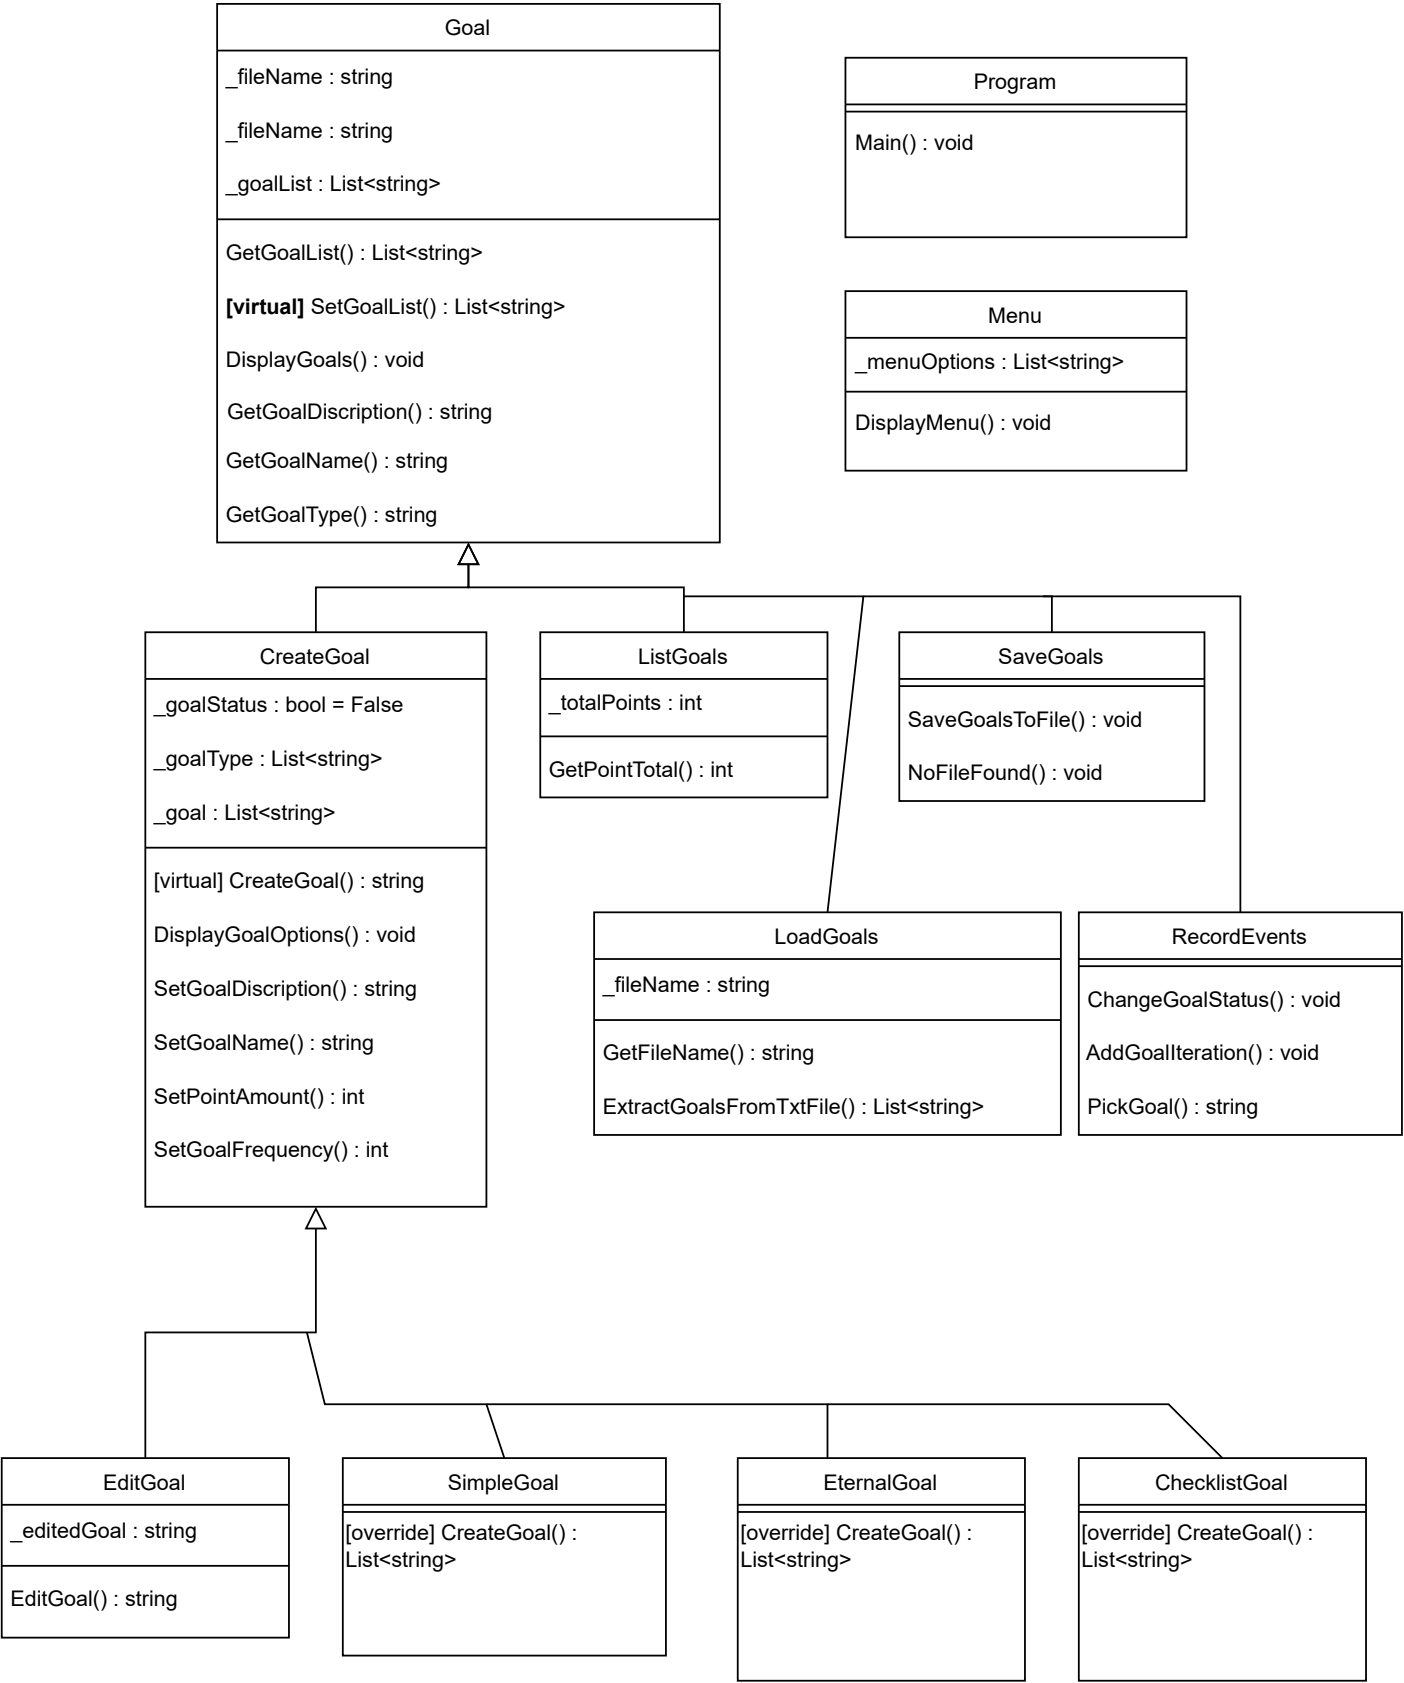 Goal
_fileName : string
_fileName : string
_goalList : List<string>
GetGoalList() : List<string>
[virtual] SetGoalList() : List<string>
DisplayGoals() : void
GetGoalDiscription() : string
GetGoalName() : string
GetGoalType() : string
Program
Main() : void
Menu
_menuOptions : List<string>
DisplayMenu() : void
CreateGoal
_goalStatus : bool = False
_goalType : List<string>
_goal : List<string>
[virtual] CreateGoal() : string
DisplayGoalOptions() : void
SetGoalDiscription() : string
SetGoalName() : string
SetPointAmount() : int
SetGoalFrequency() : int
ListGoals
_totalPoints : int
GetPointTotal() : int
SaveGoals
SaveGoalsToFile() : void
NoFileFound() : void
LoadGoals
_fileName : string
GetFileName() : string
ExtractGoalsFromTxtFile() : List<string>
RecordEvents
ChangeGoalStatus() : void
AddGoalIteration() : void
PickGoal() : string
EditGoal
_editedGoal : string
EditGoal() : string
SimpleGoal
[override] CreateGoal() :
List<string>
EternalGoal
[override] CreateGoal() :
List<string>
ChecklistGoal
[override] CreateGoal() :
List<string>